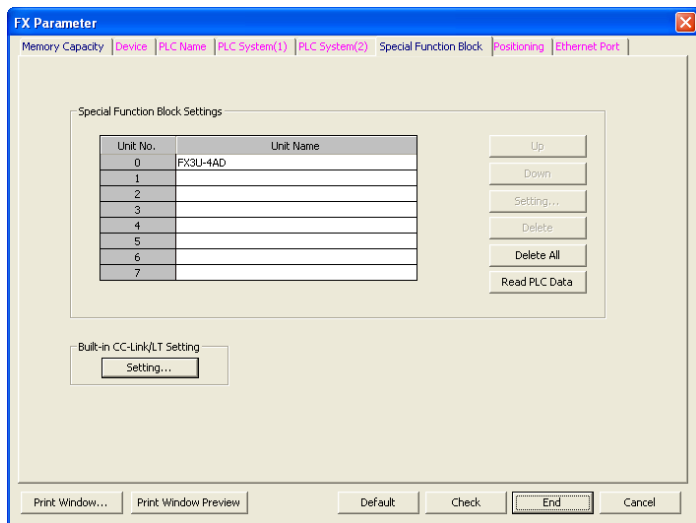 FX Parameter
Memory Capacity Device PLC Name PLC System(1) PLC System(2) Special Function Block Positioning Ethernet Port
Special Function Block Settings
Unit No. Unit Name
0 FX3U-4AD
1
2
3
4
5
6
7
Up
Down
Setting...
Delete
Delete All
Read PLC Data
Built-in CC-Link/LT Setting
Setting...
Print Window... Print Window Preview Default Check End Cancel